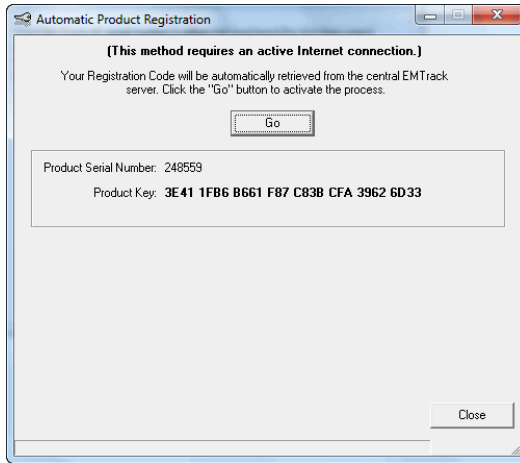 Automatic Product Registration
(This method requires an active Internet connection.)
Your Registration Code will be automatically retrieved from the central EMTrack
server. Click the "Go" button to activate the process.
Go
Product Serial Number: 248559
Product Key: 3E41 1FB6 B661 F87 C83B CFA 3962 6D33
Close